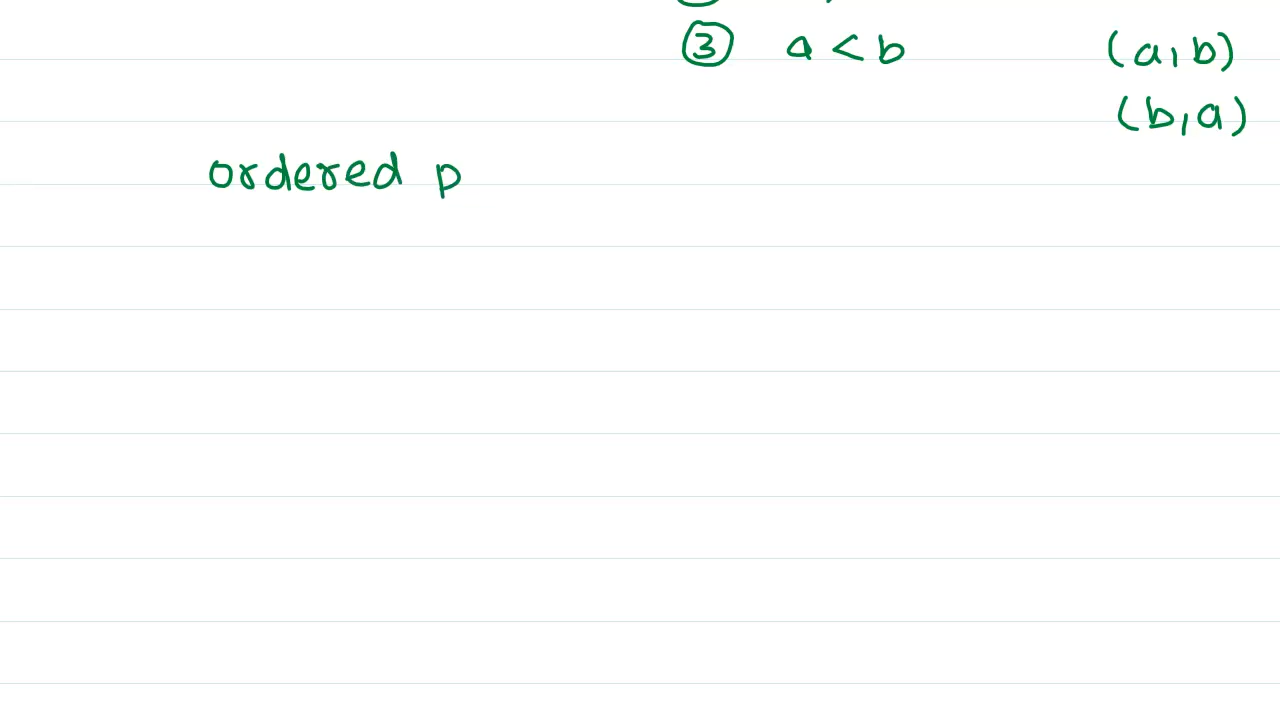 ③ a < b (a, b)
(b, a)
ordered p